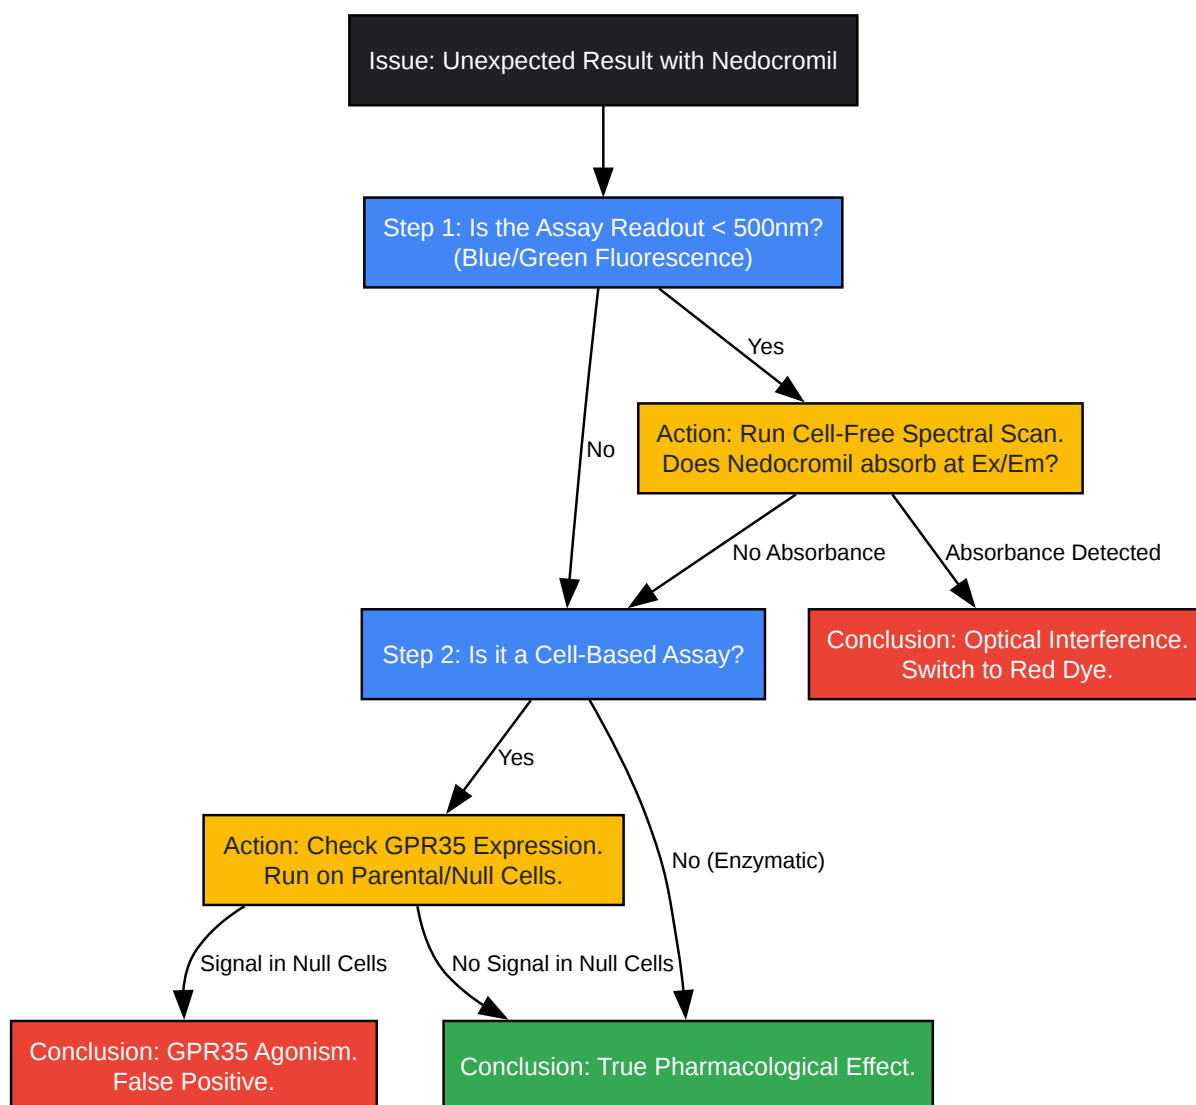 Issue: Unexpected Result with Nedocromil
Step 1: Is the Assay Readout < 500nm?
(Blue/Green Fluorescence)
Yes
No
Action: Run Cell-Free Spectral Scan.
Does Nedocromil absorb at Ex/Em?
No Absorbance
Absorbance Detected
Step 2: Is it a Cell-Based Assay?
Conclusion: Optical Interference.
Switch to Red Dye.
Yes
No (Enzymatic)
Action: Check GPR35 Expression.
Run on Parental/Null Cells.
Signal in Null Cells
No Signal in Null Cells
Conclusion: GPR35 Agonism.
False Positive.
Conclusion: True Pharmacological Effect.